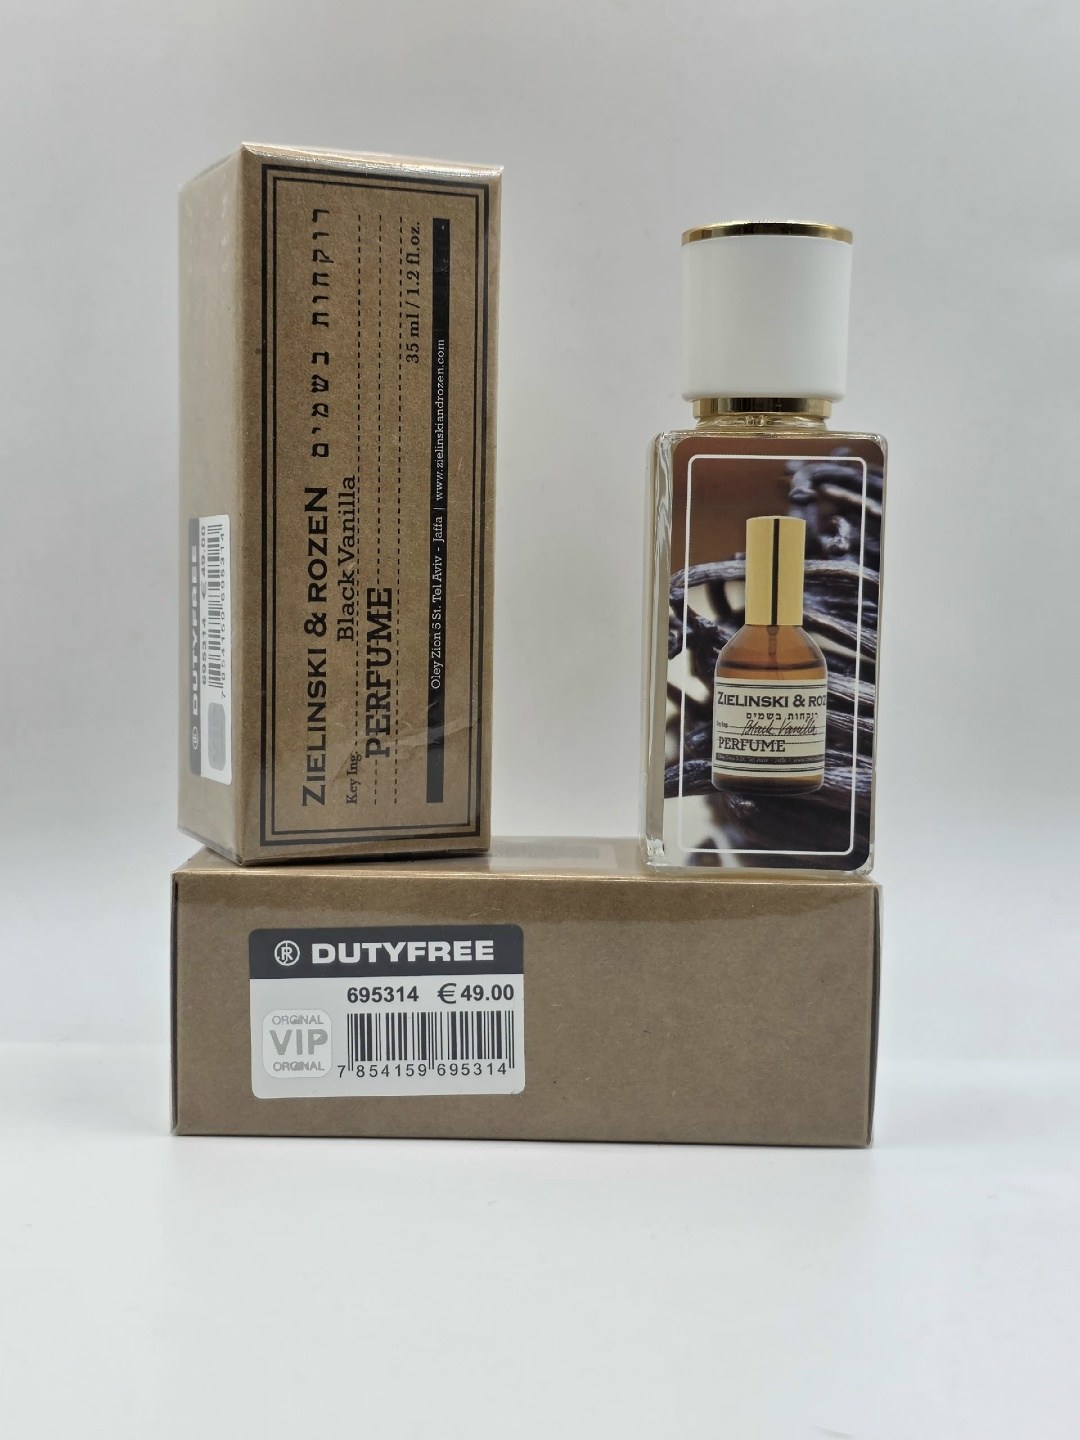 ZIELINSKI & ROZEN רוקחות בשמים
Key Ing. Black Vanilla
PERFUME
35 ml / 1.2 fl.oz.
Oley Zion 5 St. Tel Aviv - Jaffa | www.zielinskiandrozen.com
DUTYFREE
695314 € 49.00
ZIELINSKI & ROZ
רוקחות בשמים
Key Ing. Black Vanilla
PERFUME
DUTYFREE
695314 € 49.00
ORGINAL
VIP
ORGINAL
7 854159 695314